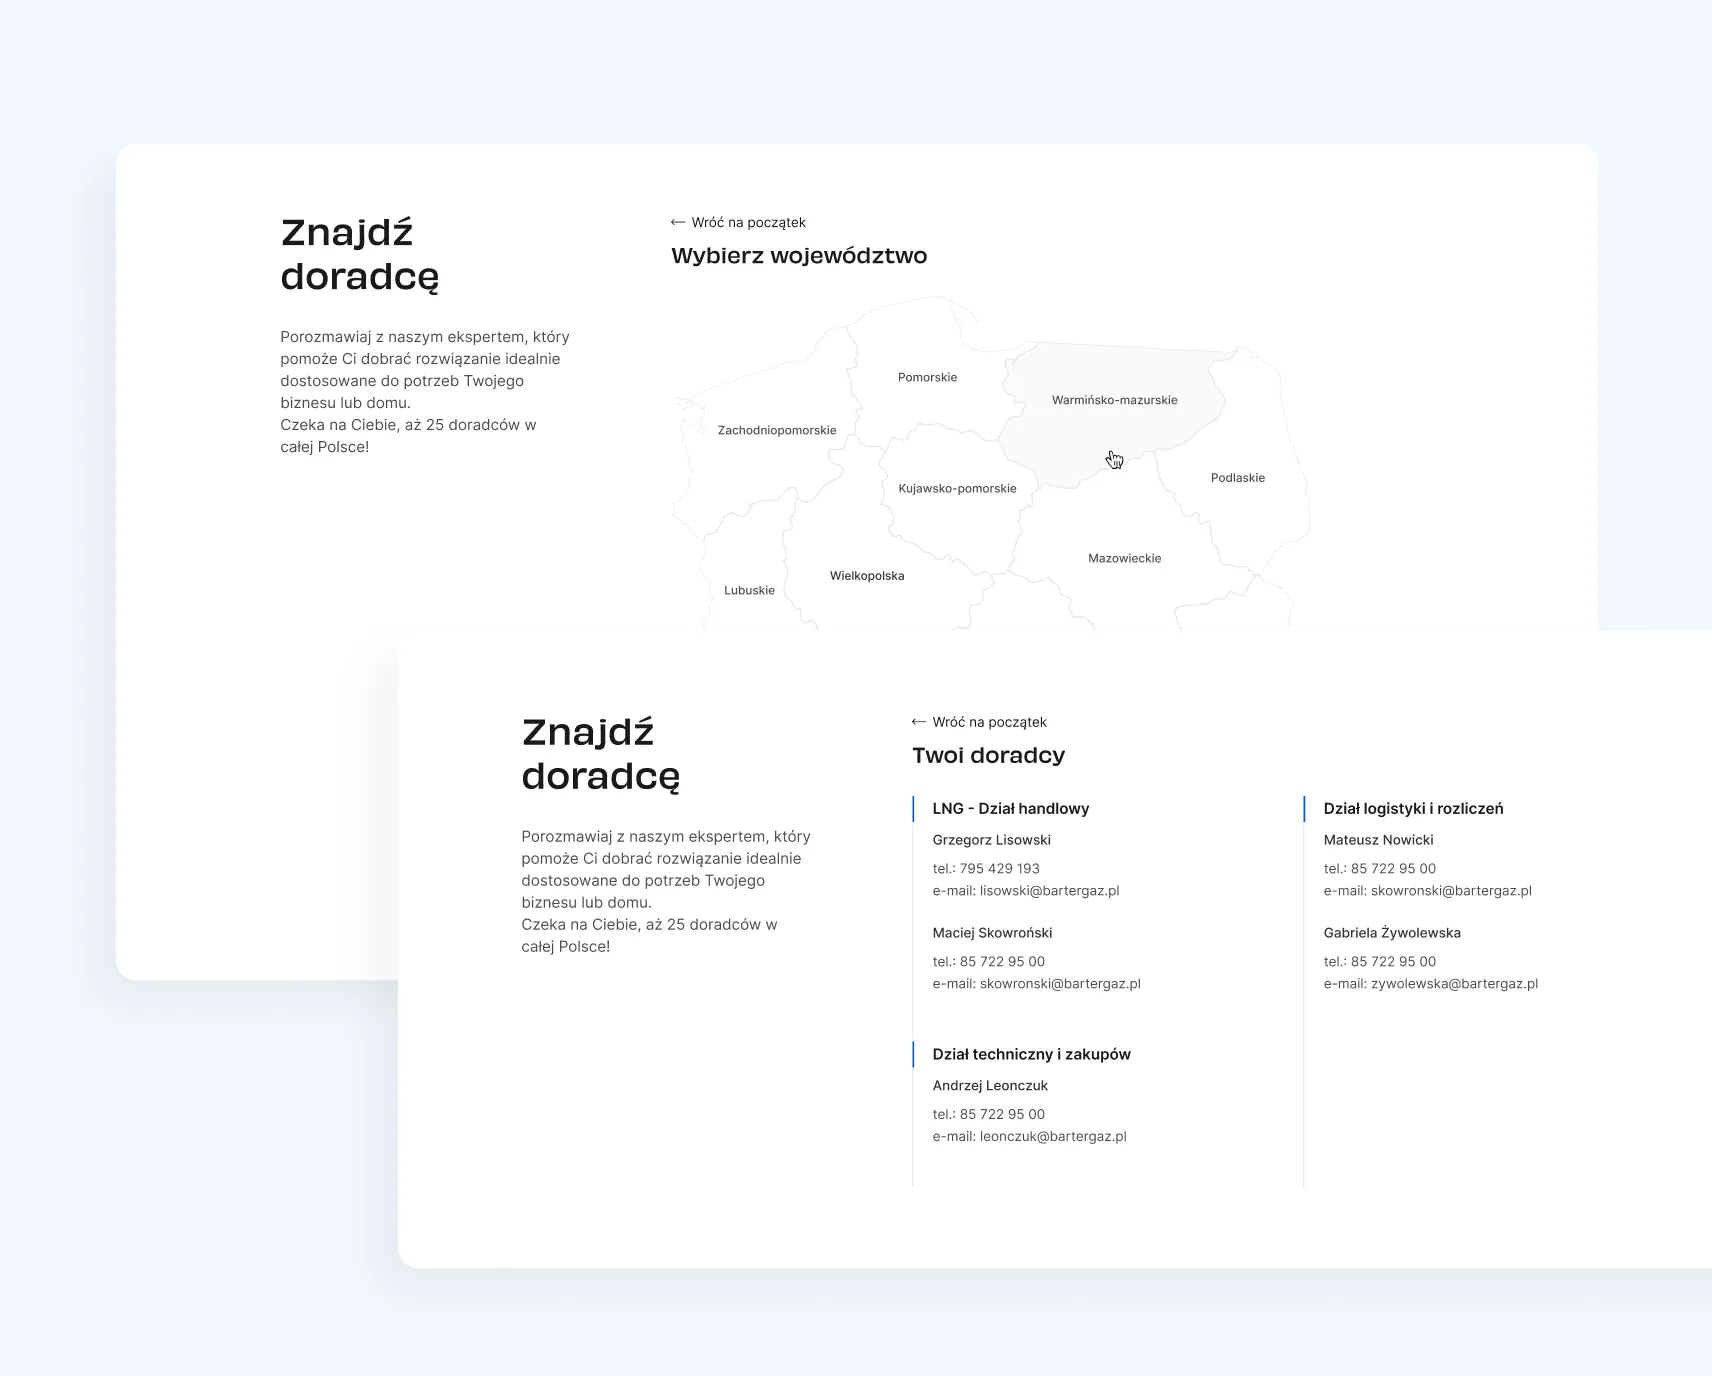 Znajdź
doradcę
Porozmawiaj z naszym ekspertem, który
pomoże Ci dobrać rozwiązanie idealnie
dostosowane do potrzeb Twojego
biznesu lub domu.
Czeka na Ciebie, aż 25 doradców w
całej Polsce!
← Wróć na początek
Wybierz województwo
Pomorskie
Warmińsko-mazurskie
Zachodniopomorskie
Podlaskie
Kujawsko-pomorskie
Mazowieckie
Wielkopolska
Lubuskie
Znajdź
doradcę
Porozmawiaj z naszym ekspertem, który
pomoże Ci dobrać rozwiązanie idealnie
dostosowane do potrzeb Twojego
biznesu lub domu.
Czeka na Ciebie, aż 25 doradców w
całej Polsce!
← Wróć na początek
Twoi doradcy
LNG - Dział handlowy
Grzegorz Lisowski
tel.: 795 429 193
e-mail: lisowski@bartergaz.pl
Maciej Skowroński
tel.: 85 722 95 00
e-mail: skowronski@bartergaz.pl
Dział techniczny i zakupów
Andrzej Leonczuk
tel.: 85 722 95 00
e-mail: leonczuk@bartergaz.pl
Dział logistyki i rozliczeń
Mateusz Nowicki
tel.: 85 722 95 00
e-mail: skowronski@bartergaz.pl
Gabriela Żywolewska
tel.: 85 722 95 00
e-mail: zywolewska@bartergaz.pl